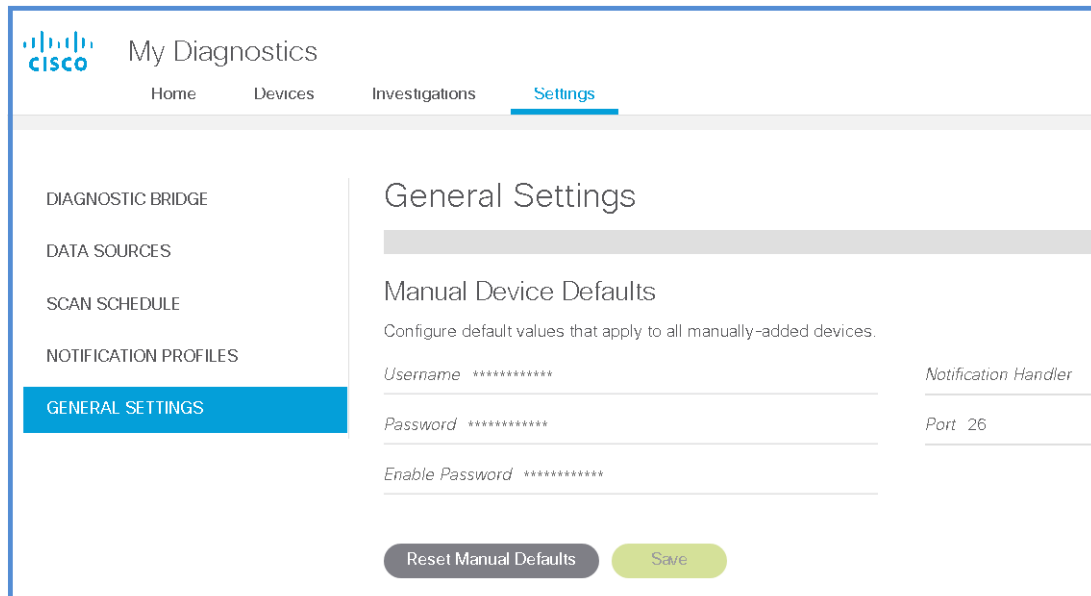 CISCO
My Diagnostics
Home Devices Investigations Settings
DIAGNOSTIC BRIDGE
DATA SOURCES
SCAN SCHEDULE
NOTIFICATION PROFILES
GENERAL SETTINGS
General Settings
Manual Device Defaults
Configure default values that apply to all manually-added devices.
Username ************
Notification Handler
Password ************
Port 26
Enable Password ************
Reset Manual Defaults
Save